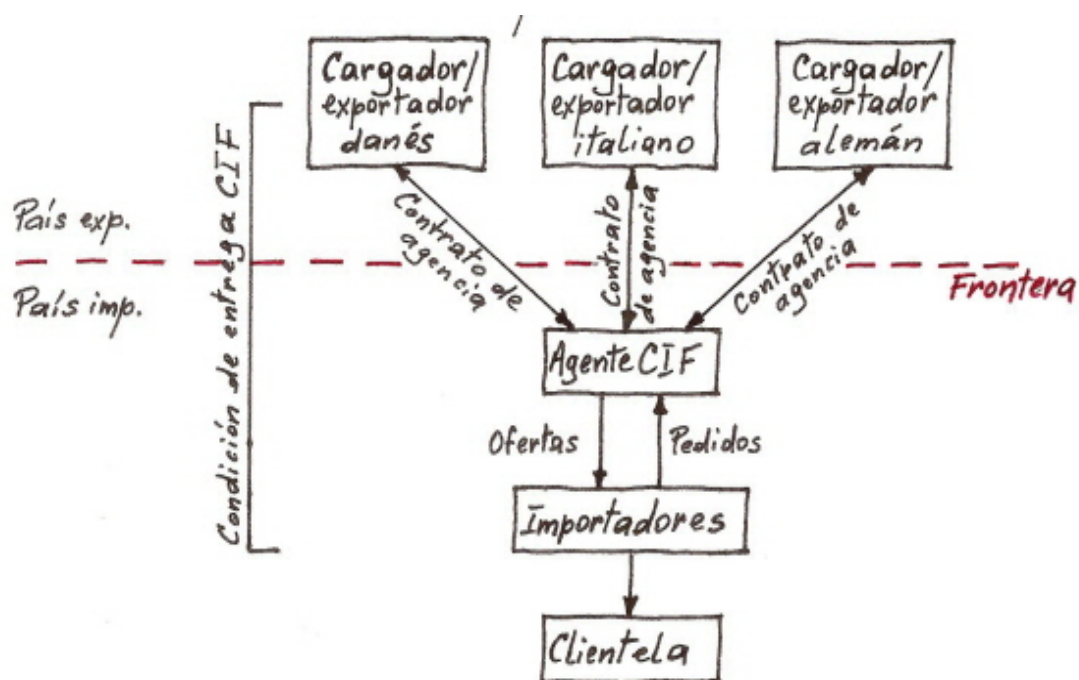 Cargador/
exportador
danés
Cargador/
exportador
italiano
Cargador/
exportador
alemán
Condición de entrega CIF
País exp.
Contrato de
agencia
Contrato
de agencia
Contrato de
agencia
Frontera
País imp.
Agente CIF
Ofertas
Pedidos
Importadores
Clientela